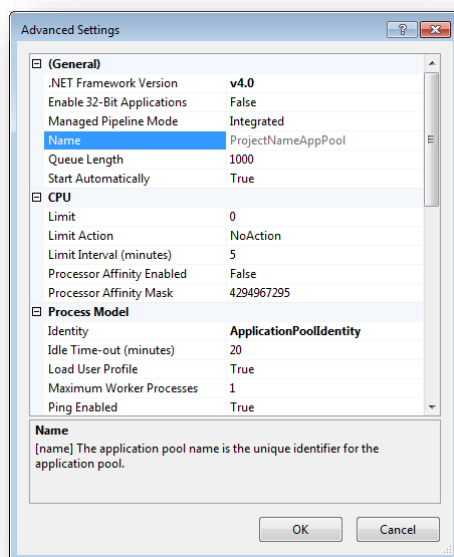 Advanced Settings
(General)
.NET Framework Version v4.0
Enable 32-Bit Applications False
Managed Pipeline Mode Integrated
Name ProjectNameAppPool
Queue Length 1000
Start Automatically True
CPU
Limit 0
Limit Action NoAction
Limit Interval (minutes) 5
Processor Affinity Enabled False
Processor Affinity Mask 4294967295
Process Model
Identity ApplicationPoolIdentity
Idle Time-out (minutes) 20
Load User Profile True
Maximum Worker Processes 1
Ping Enabled True
Name
[name] The application pool name is the unique identifier for the
application pool.
OK Cancel